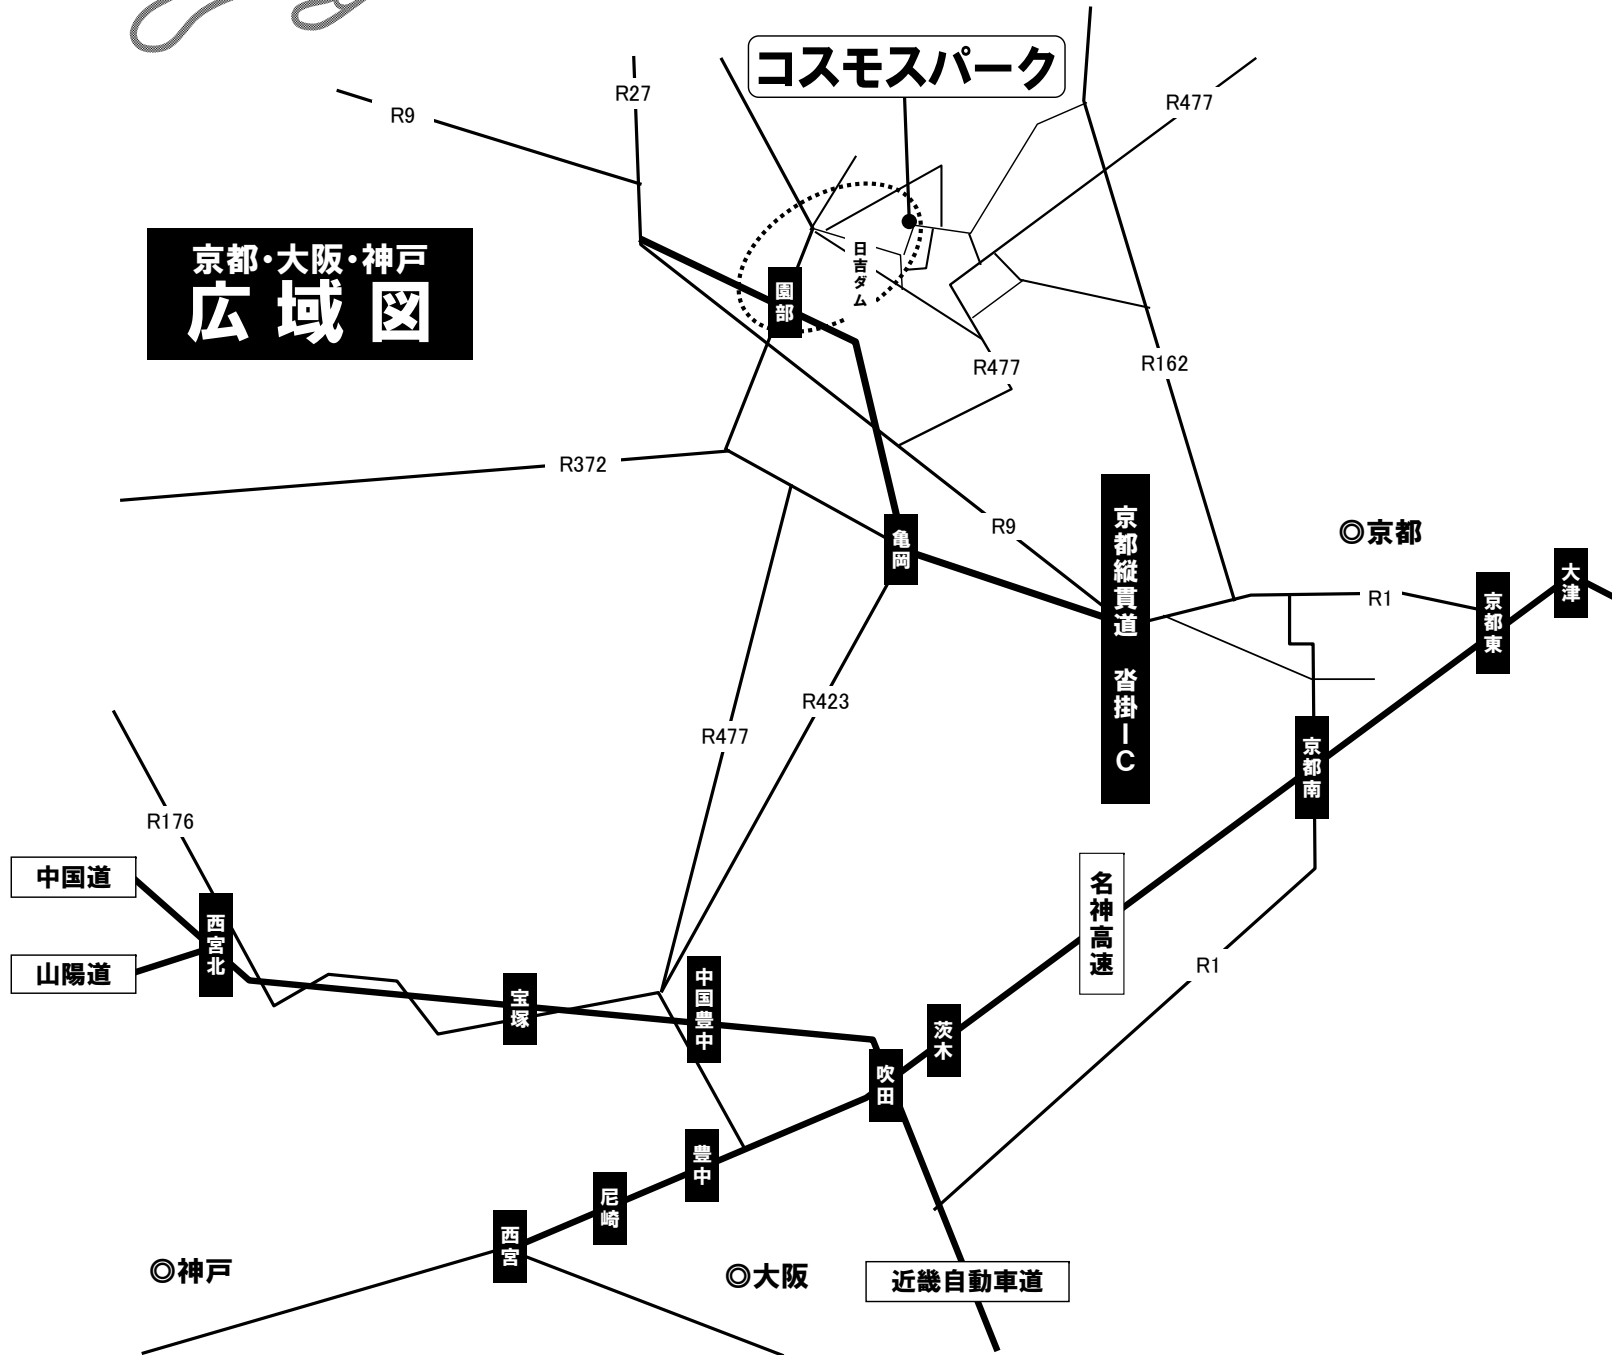 コスモスパーク
R27
R9
R477
京都・大阪・神戸
広域図
日吉ダム
園部
R477
R162
R372
R9
亀岡
京都縦貫道 沓掛IC
◎京都
大津
京都東
R1
R423
R477
京都南
R176
中国道
西宮北
山陽道
名神高速
R1
宝塚
中国豊中
茨木
吹田
豊中
尼崎
西宮
◎神戸
◎大阪
近畿自動車道